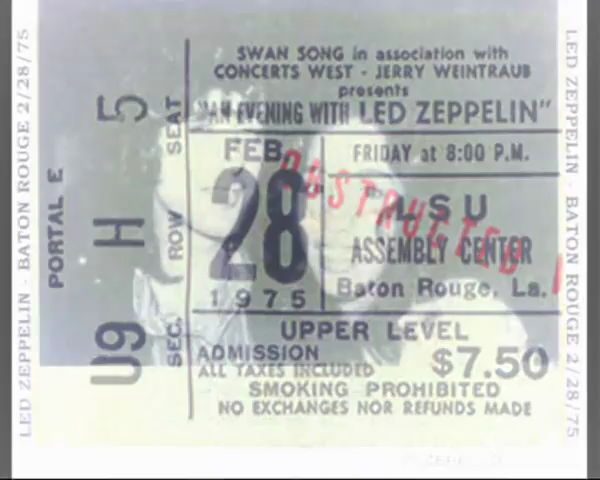 LED ZEPPELIN · BATON ROUGE 2/28/75
PORTAL E
U9 H 5
SEC. ROW SEAT
SWAN SONG in association with
CONCERTS WEST - JERRY WEINTRAUB
presents
"AN EVENING WITH LED ZEPPELIN"
FEB.
28
1975
FRIDAY at 8:00 P.M.
LSU
ASSEMBLY CENTER
Baton Rouge, La.
OBSTRUCTED
UPPER LEVEL
ADMISSION
ALL TAXES INCLUDED
$7.50
SMOKING PROHIBITED
NO EXCHANGES NOR REFUNDS MADE
LED ZEPPELIN · BATON ROUGE 2/28/75